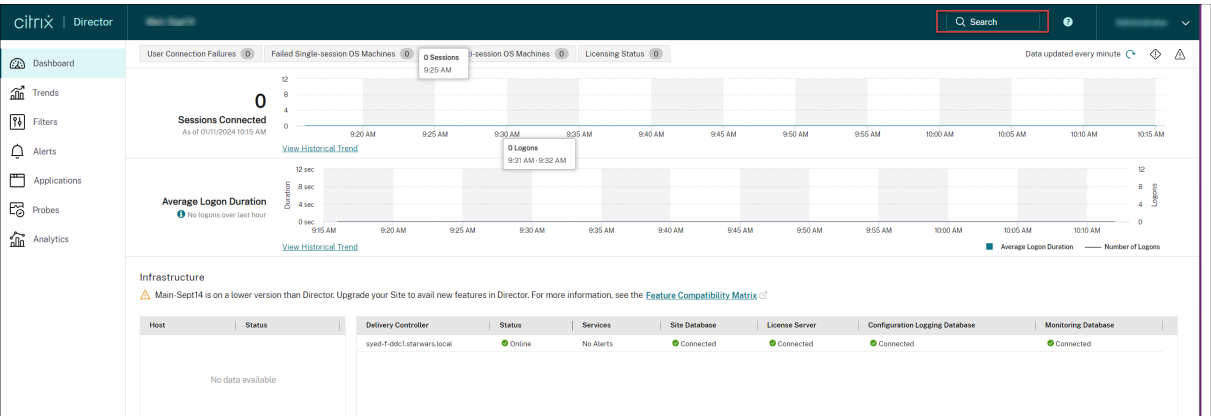 citrix | Director
Search
Dashboard
Trends
Filters
Alerts
Applications
Probes
Analytics
User Connection Failures 0
Failed Single-session OS Machines 0
ti-session OS Machines 0
Licensing Status 0
Data updated every minute
0 Sessions
9:25 AM
0
Sessions Connected
As of 01/11/2024 10:15 AM
12
8
4
0
9:20 AM 9:25 AM 9:30 AM 9:35 AM 9:40 AM 9:45 AM 9:50 AM 9:55 AM 10:00 AM 10:05 AM 10:10 AM 10:15 AM
View Historical Trend
0 Logons
9:31 AM - 9:32 AM
Average Logon Duration
No logons over last hour
Duration
12 sec
8 sec
4 sec
0 sec
12
8
4
0
Logons
9:15 AM 9:20 AM 9:25 AM 9:30 AM 9:35 AM 9:40 AM 9:45 AM 9:50 AM 9:55 AM 10:00 AM 10:05 AM 10:10 AM
View Historical Trend
Average Logon Duration
Number of Logons
Infrastructure
Main-Sept14 is on a lower version than Director. Upgrade your Site to avail new features in Director. For more information, see the Feature Compatibility Matrix
Host Status
No data available
Delivery Controller Status Services Site Database License Server Configuration Logging Database Monitoring Database
syed-f-ddc1.starwars.local Online No Alerts Connected Connected Connected Connected